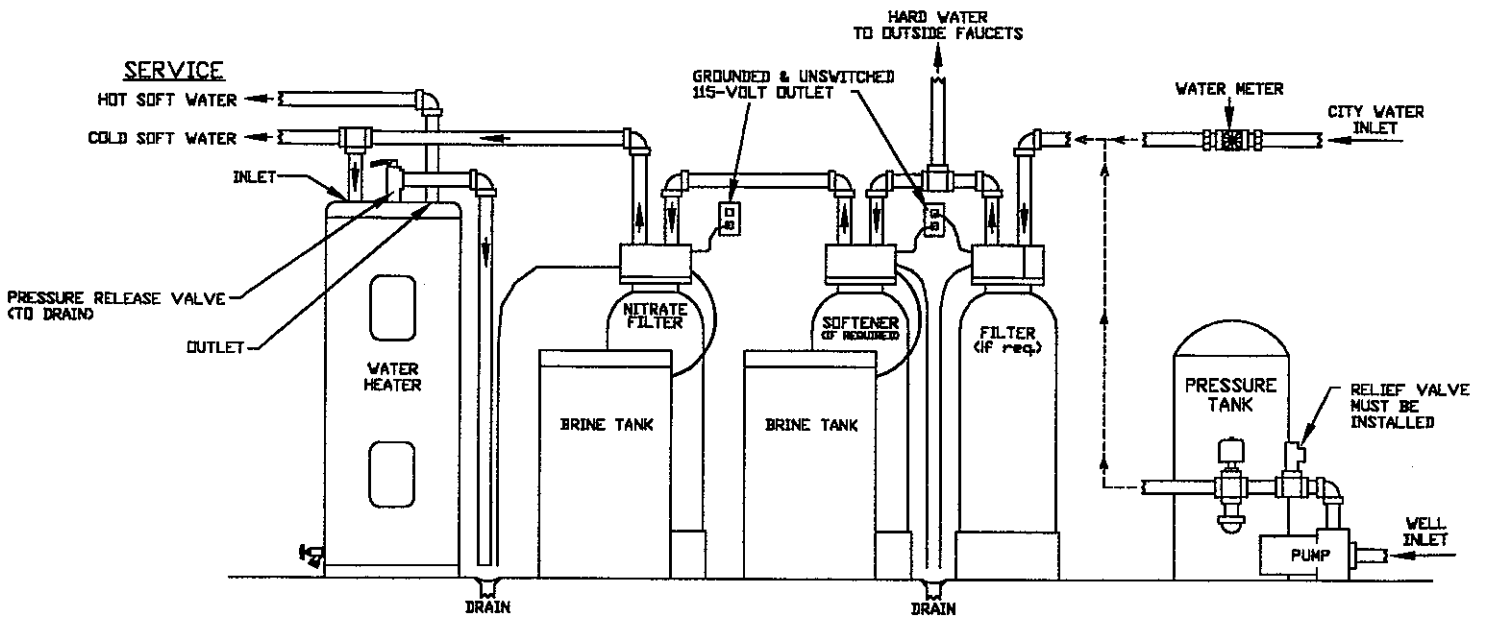 HARD WATER
TO OUTSIDE FAUCETS
SERVICE
HOT SOFT WATER
COLD SOFT WATER
GROUNDED & UNSWITCHED
115-VOLT OUTLET
WATER METER
CITY WATER
INLET
INLET
PRESSURE RELEASE VALVE
(TO DRAIN)
OUTLET
WATER
HEATER
NITRATE
FILTER
SOFTENER
(IF REQUIRED)
FILTER
(if req.)
BRINE TANK
BRINE TANK
PRESSURE
TANK
RELIEF VALVE
MUST BE
INSTALLED
WELL
INLET
PUMP
DRAIN
DRAIN